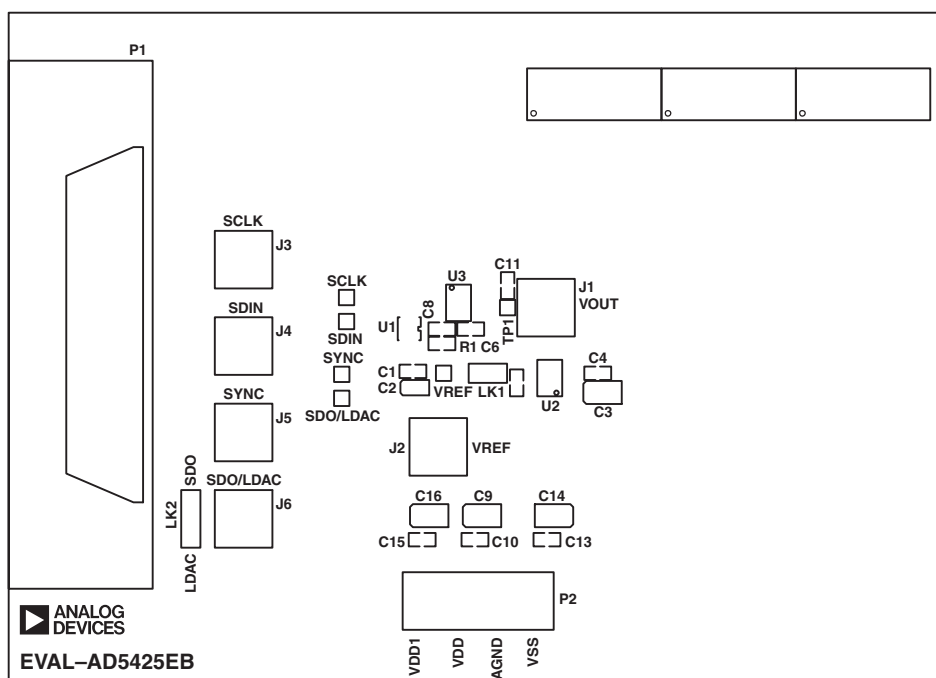 P1
SCLK
J3
SCLK
SDIN
C11
U3
J1
VOUT
SDIN
J4
U1
C8
R1 C6
TP1
SYNC
SDO/LDAC
C1
C2
VREF
LK1
U2
C4
C3
SYNC
J5
J2
VREF
SDO
LK2
LDAC
SDO/LDAC
J6
C16
C9
C14
C15
C10
C13
P2
VDD1
VDD
AGND
VSS
ANALOG
DEVICES
EVAL–AD5425EB